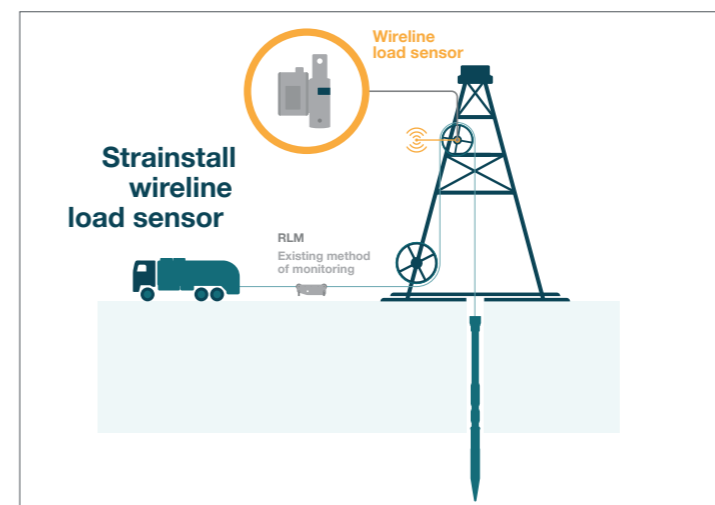 Wireline
load sensor
Strainstall
wireline
load sensor
RLM
Existing method
of monitoring